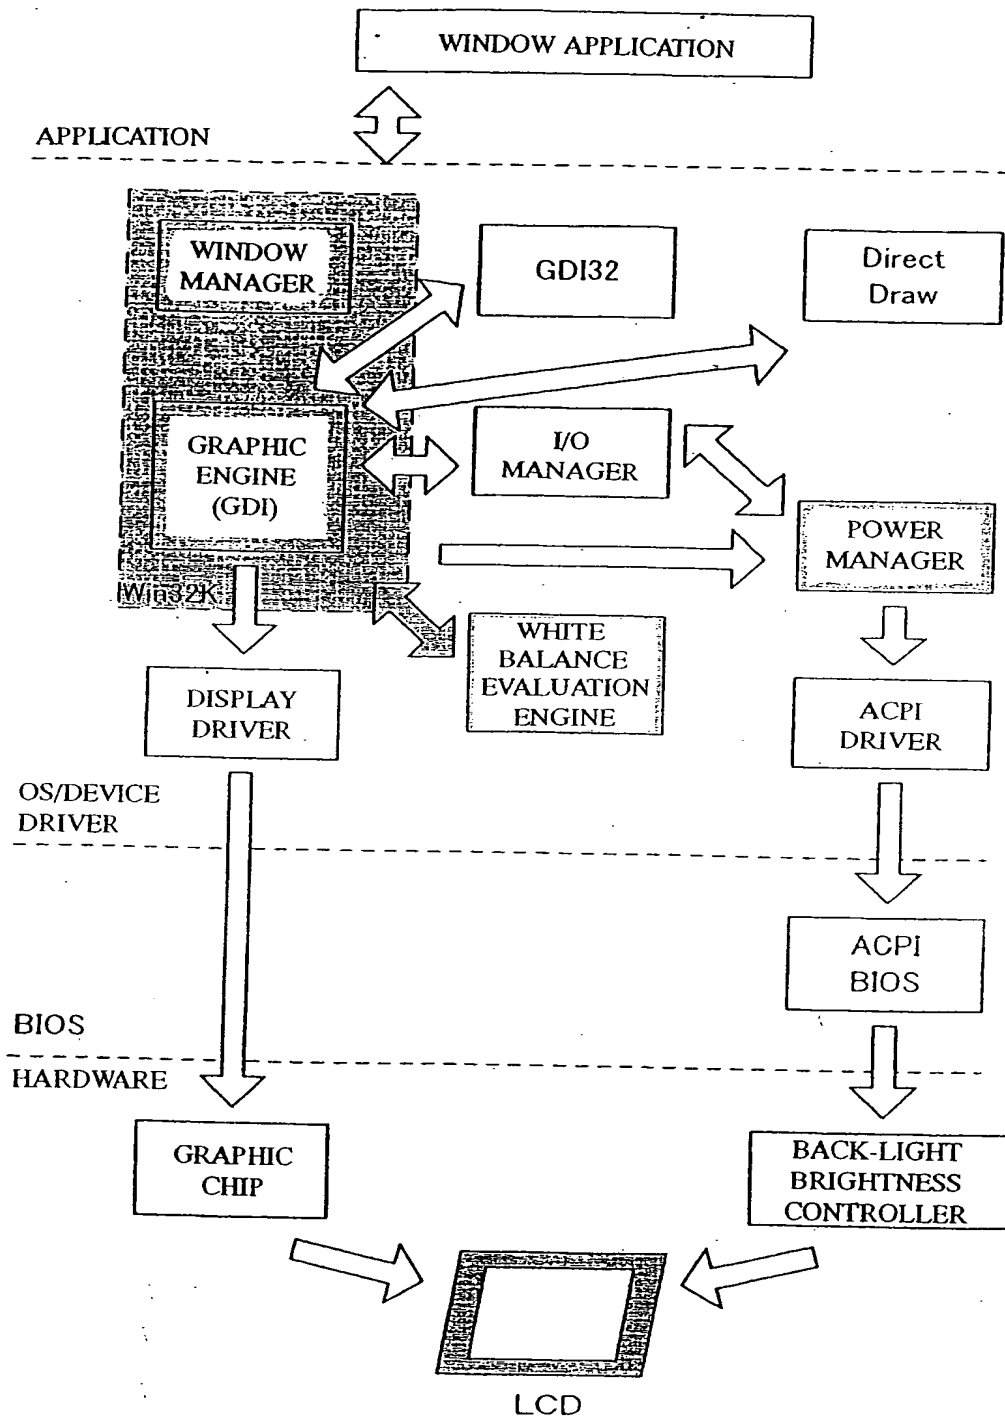 WINDOW APPLICATION
APPLICATION
WINDOW
MANAGER
GDI32
Direct
Draw
GRAPHIC
ENGINE
(GDI)
I/O
MANAGER
POWER
MANAGER
Win32K
WHITE
BALANCE
EVALUATION
ENGINE
DISPLAY
DRIVER
ACPI
DRIVER
OS/DEVICE
DRIVER
ACPI
BIOS
BIOS
HARDWARE
GRAPHIC
CHIP
BACK-LIGHT
BRIGHTNESS
CONTROLLER
LCD